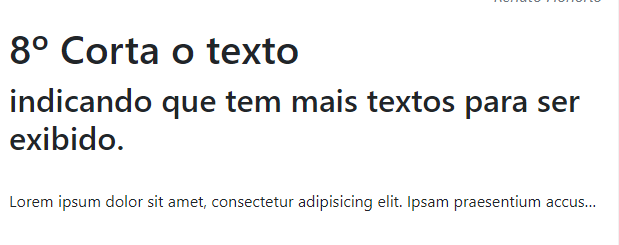 8º Corta o texto
indicando que tem mais textos para ser
exibido.
Lorem ipsum dolor sit amet, consectetur adipisicing elit. Ipsam praesentium accus...